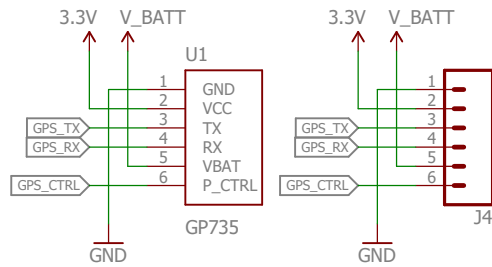 3.3V V_BATT
U1
1 GND
2 VCC
GPS_TX 3 TX
GPS_RX 4 RX
5 VBAT
GPS_CTRL 6 P_CTRL
GP735
GND
3.3V V_BATT
1
2
GPS_TX 3
GPS_RX 4
5
GPS_CTRL 6
J4
GND